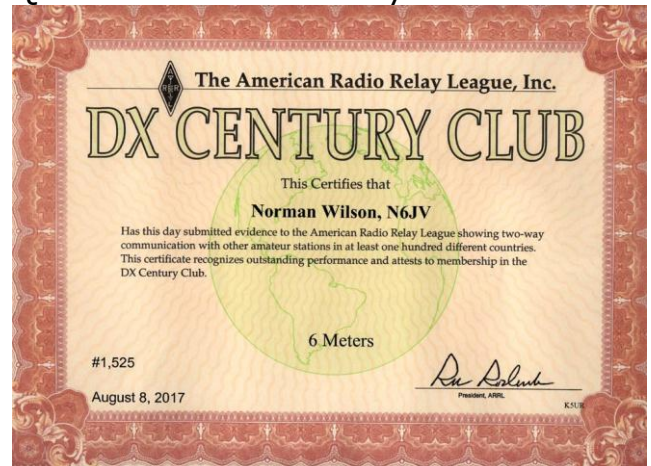 The American Radio Relay League, Inc.
DX CENTURY CLUB
This Certifies that
Norman Wilson, N6JV
Has this day submitted evidence to the American Radio Relay League showing two-way
communication with other amateur stations in at least one hundred different countries.
This certificate recognizes outstanding performance and attests to membership in the
DX Century Club.
6 Meters
#1,525
August 8, 2017
President, ARRL
K5UR